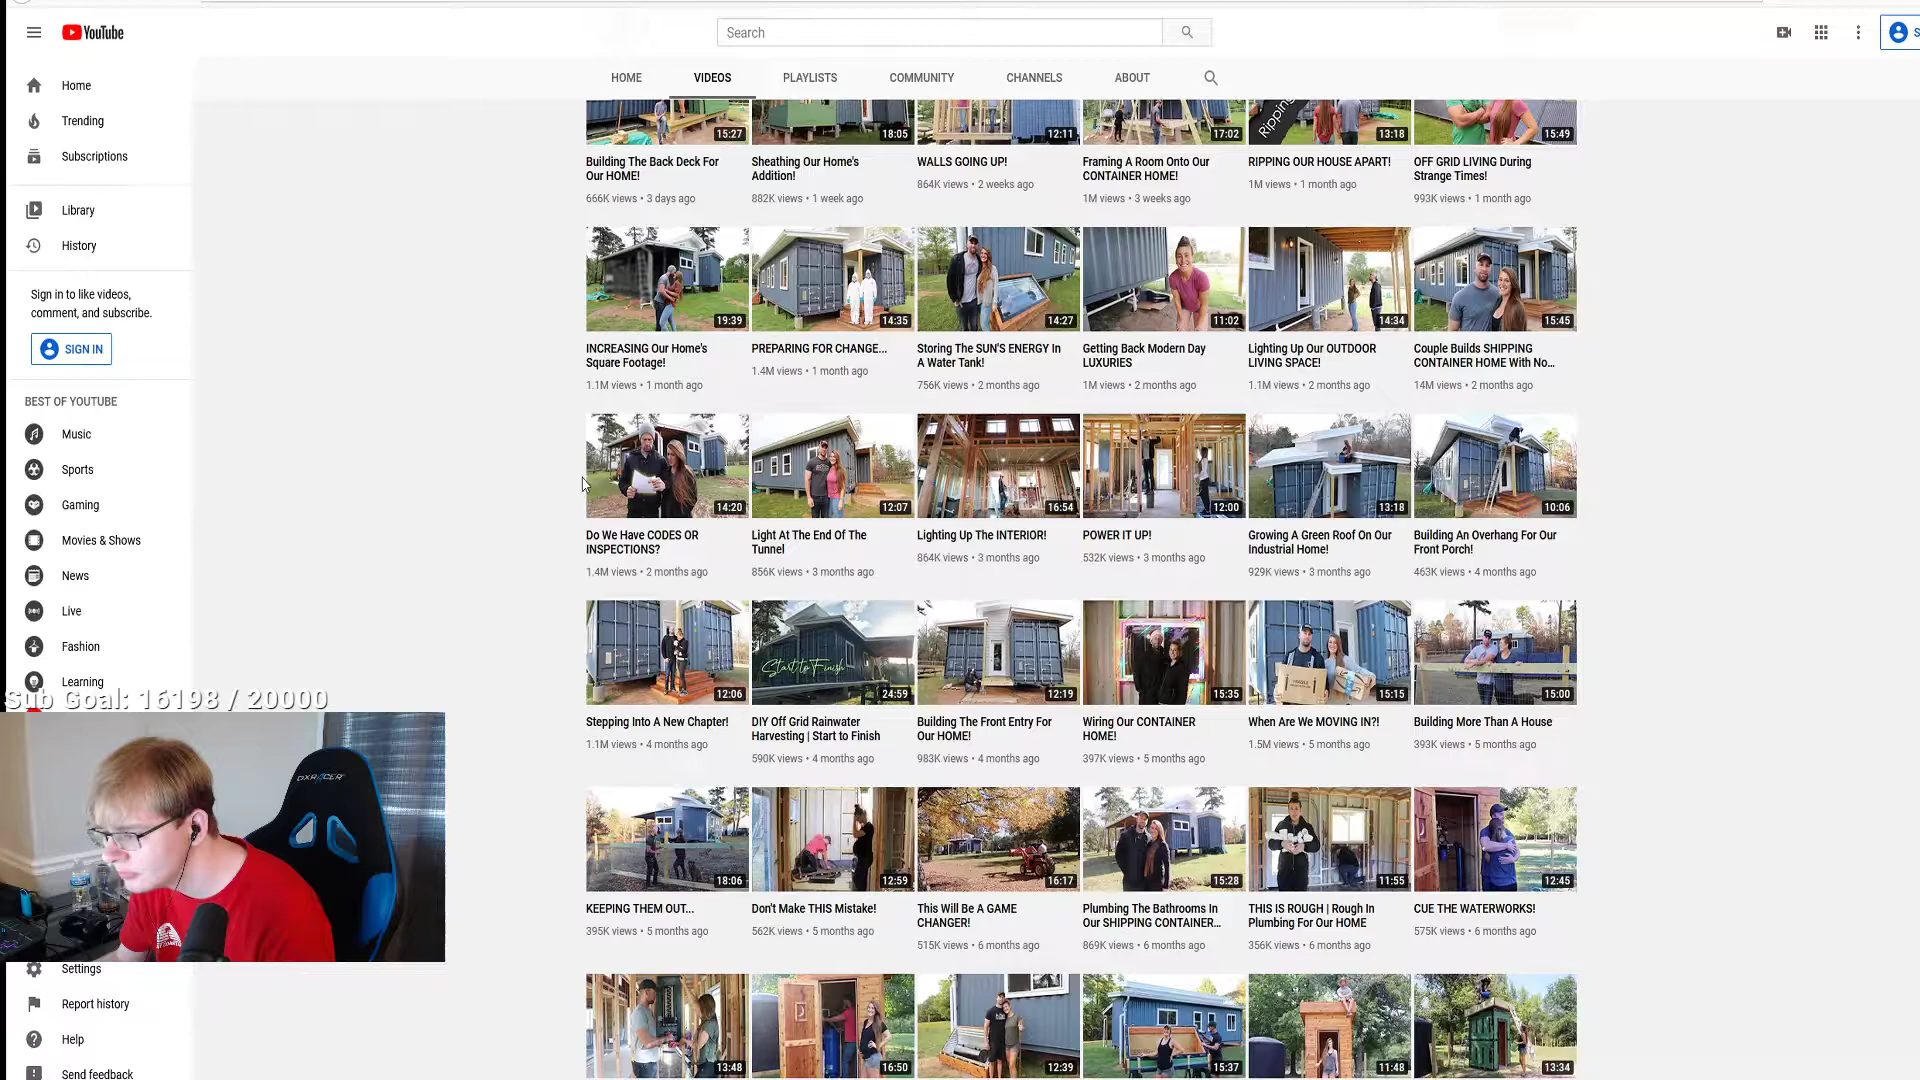 YouTube
Search
S
HOME
VIDEOS
PLAYLISTS
COMMUNITY
CHANNELS
ABOUT
Home
Trending
Subscriptions
Library
History
Sign in to like videos,
comment, and subscribe.
SIGN IN
BEST OF YOUTUBE
Music
Sports
Gaming
Movies & Shows
News
Live
Fashion
Learning
Sub Goal: 16198 / 20000
DXRACER
Settings
Report history
Help
Send feedback
15:27
Building The Back Deck For
Our HOME!
666K views • 3 days ago
18:05
Sheathing Our Home's
Addition!
882K views • 1 week ago
12:11
WALLS GOING UP!
864K views • 2 weeks ago
17:02
Framing A Room Onto Our
CONTAINER HOME!
1M views • 3 weeks ago
Ripping
13:18
RIPPING OUR HOUSE APART!
1M views • 1 month ago
15:49
OFF GRID LIVING During
Strange Times!
993K views • 1 month ago
19:39
INCREASING Our Home's
Square Footage!
1.1M views • 1 month ago
14:35
PREPARING FOR CHANGE...
1.4M views • 1 month ago
14:27
Storing The SUN'S ENERGY In
A Water Tank!
756K views • 2 months ago
11:02
Getting Back Modern Day
LUXURIES
1M views • 2 months ago
14:34
Lighting Up Our OUTDOOR
LIVING SPACE!
1.1M views • 2 months ago
15:45
Couple Builds SHIPPING
CONTAINER HOME With No...
14M views • 2 months ago
14:20
Do We Have CODES OR
INSPECTIONS?
1.4M views • 2 months ago
12:07
Light At The End Of The
Tunnel
856K views • 3 months ago
16:54
Lighting Up The INTERIOR!
864K views • 3 months ago
12:00
POWER IT UP!
532K views • 3 months ago
13:18
Growing A Green Roof On Our
Industrial Home!
929K views • 3 months ago
10:06
Building An Overhang For Our
Front Porch!
463K views • 4 months ago
12:06
Stepping Into A New Chapter!
1.1M views • 4 months ago
Start to Finish
24:59
DIY Off Grid Rainwater
Harvesting | Start to Finish
590K views • 4 months ago
12:19
Building The Front Entry For
Our HOME!
983K views • 4 months ago
15:35
Wiring Our CONTAINER
HOME!
397K views • 5 months ago
15:15
When Are We MOVING IN?!
1.5M views • 5 months ago
15:00
Building More Than A House
393K views • 5 months ago
18:06
KEEPING THEM OUT...
395K views • 5 months ago
12:59
Don't Make THIS Mistake!
562K views • 5 months ago
16:17
This Will Be A GAME
CHANGER!
515K views • 6 months ago
15:28
Plumbing The Bathrooms In
Our SHIPPING CONTAINER...
869K views • 6 months ago
11:55
THIS IS ROUGH | Rough In
Plumbing For Our HOME
356K views • 6 months ago
12:45
CUE THE WATERWORKS!
575K views • 6 months ago
13:48
16:50
12:39
15:37
11:48
13:34